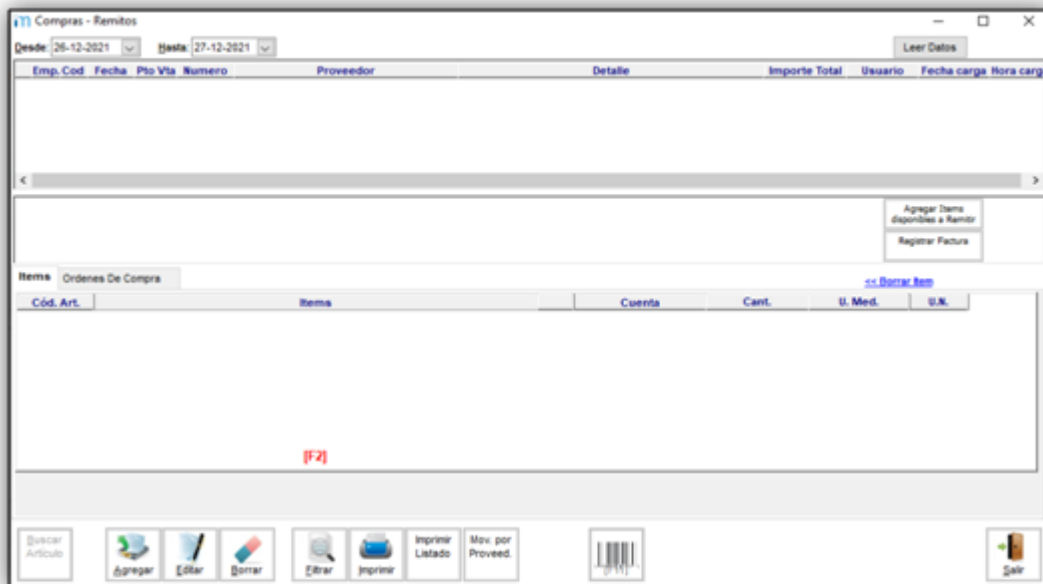 Compras - Remitos
Desde: 26-12-2021 Hasta: 27-12-2021 Leer Datos
Emp. Cod Fecha Pto Vta Numero Proveedor Detalle Importe Total Usuario Fecha carga Hora carg
Agregar Items
disponibles a Remitir
Registrar Factura
Items Ordenes De Compra << Borrar Item
Cód. Art. Items Cuenta Cant. U. Med. U.N.
[F2]
Buscar
Artículo
Agregar
Editar
Borrar
Filtrar
Imprimir
Imprimir
Listado
Mov. por
Proveed.
Salir